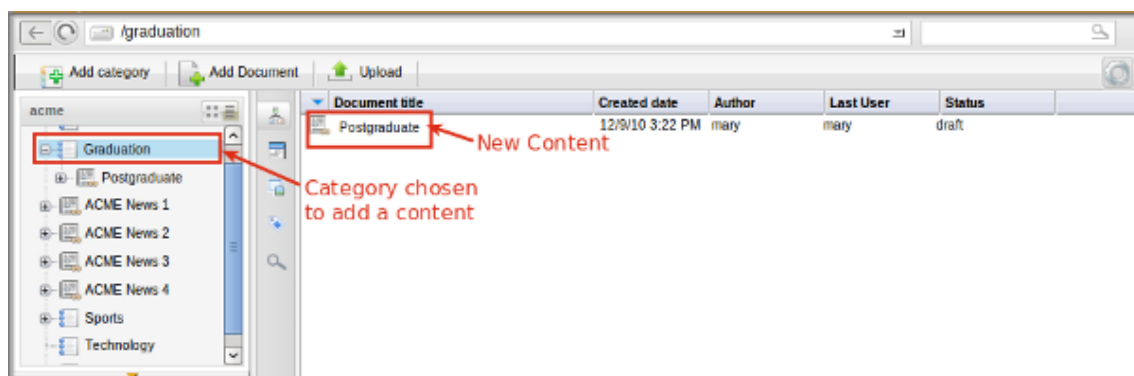 /graduation
Add category Add Document Upload
acme
Document title Created date Author Last User Status
Postgraduate 12/9/10 3:22 PM mary mary draft
New Content
Graduation
Category chosen
to add a content
Postgraduate
ACME News 1
ACME News 2
ACME News 3
ACME News 4
Sports
Technology